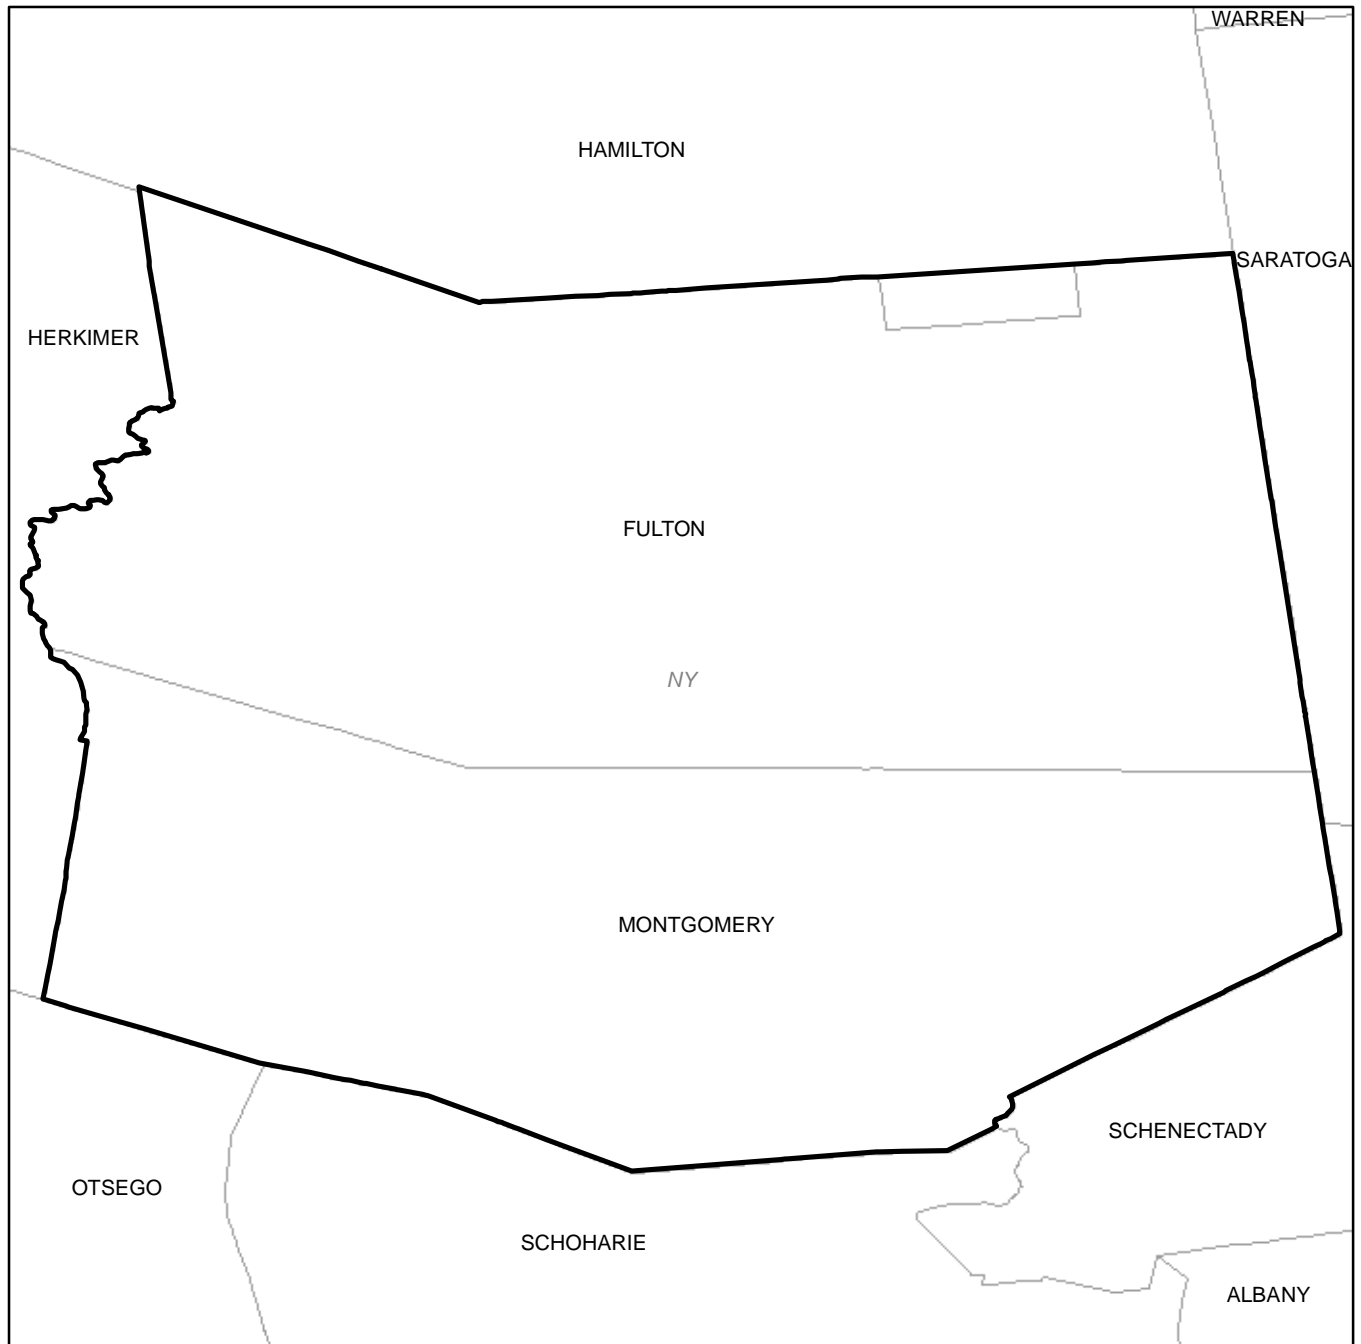 WARREN
HAMILTON
SARATOGA
HERKIMER
FULTON
NY
MONTGOMERY
SCHENECTADY
OTSEGO
SCHOHARIE
ALBANY